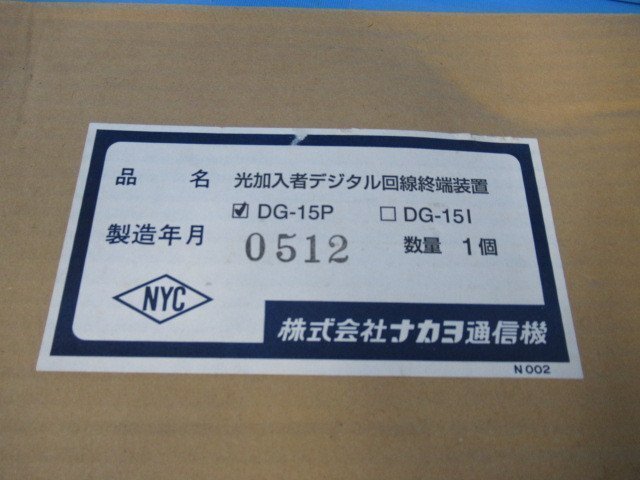 品 名 光加入者デジタル回線終端装置
☑ DG-15P ☐ DG-15I
製造年月 0512 数量 1個
NYC
株式会社ナカヨ通信機
N002